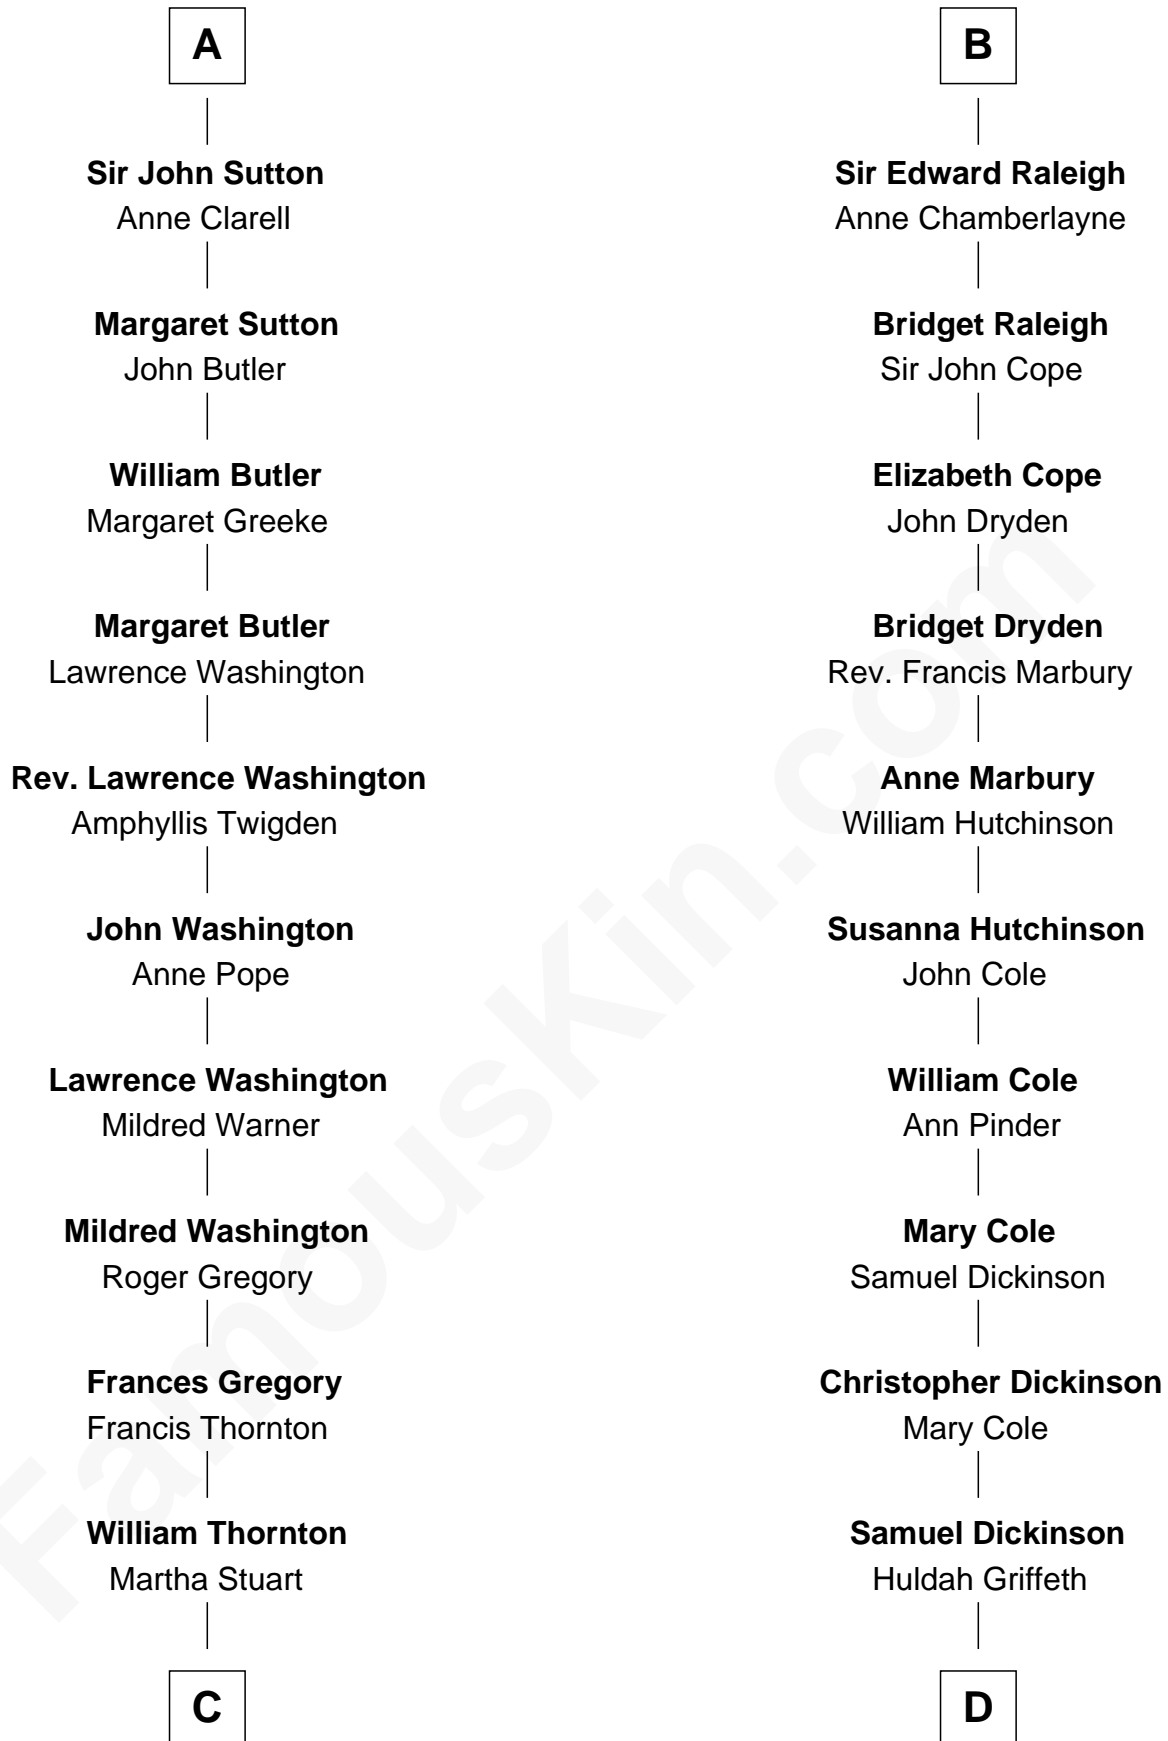 A
Sir John Sutton
Anne Clarell
Margaret Sutton
John Butler
William Butler
Margaret Greeke
Margaret Butler
Lawrence Washington
Rev. Lawrence Washington
Amphyllis Twigden
John Washington
Anne Pope
Lawrence Washington
Mildred Warner
Mildred Washington
Roger Gregory
Frances Gregory
Francis Thornton
William Thornton
Martha Stuart
C
B
Sir Edward Raleigh
Anne Chamberlayne
Bridget Raleigh
Sir John Cope
Elizabeth Cope
John Dryden
Bridget Dryden
Rev. Francis Marbury
Anne Marbury
William Hutchinson
Susanna Hutchinson
John Cole
William Cole
Ann Pinder
Mary Cole
Samuel Dickinson
Christopher Dickinson
Mary Cole
Samuel Dickinson
Huldah Griffeth
D
FamousKin.com